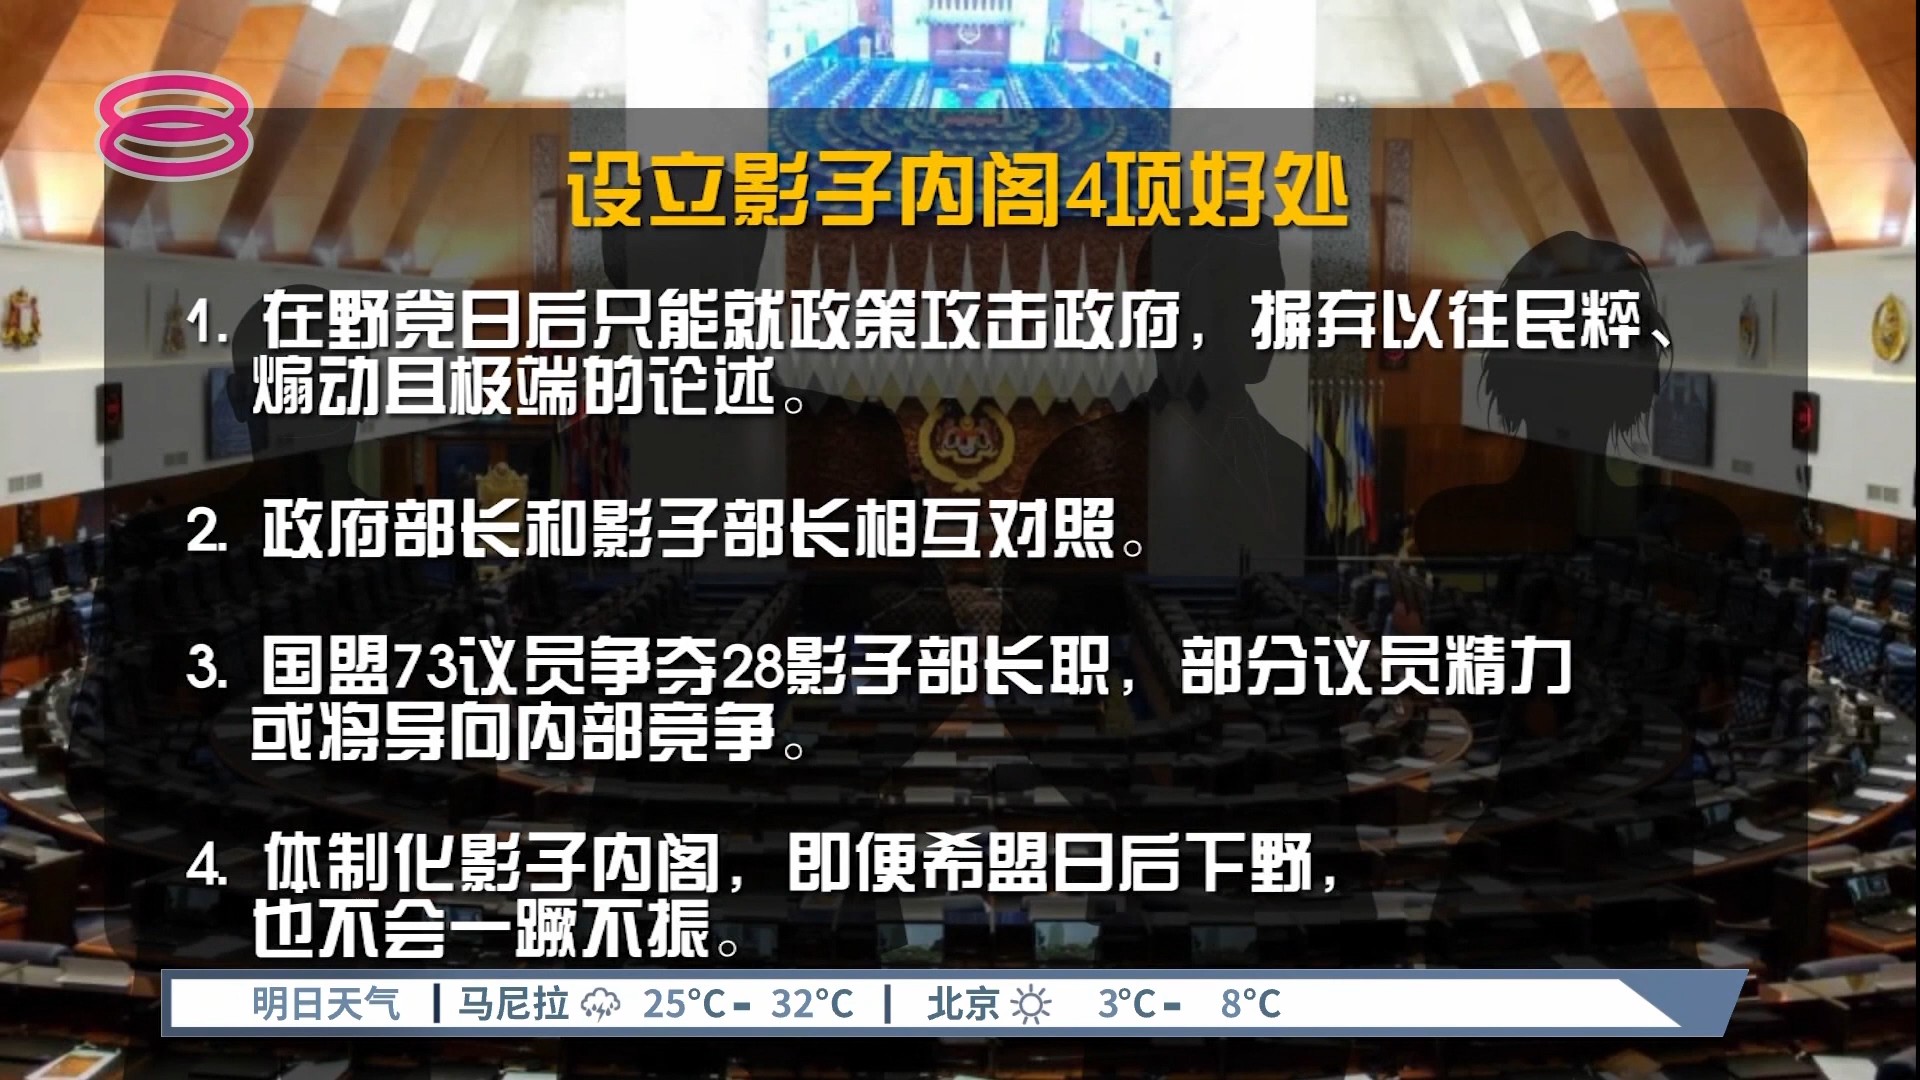 设立影子内阁4项好处
1. 在野党日后只能就政策攻击政府，摒弃以往民粹、
煽动且极端的论述。
2. 政府部长和影子部长相互对照。
3. 国盟73议员争夺28影子部长职，部分议员精力
或将导向内部竞争。
4. 体制化影子内阁，即便希盟日后下野，
也不会一蹶不振。
明日天气 | 马尼拉 25°C - 32°C | 北京 3°C - 8°C